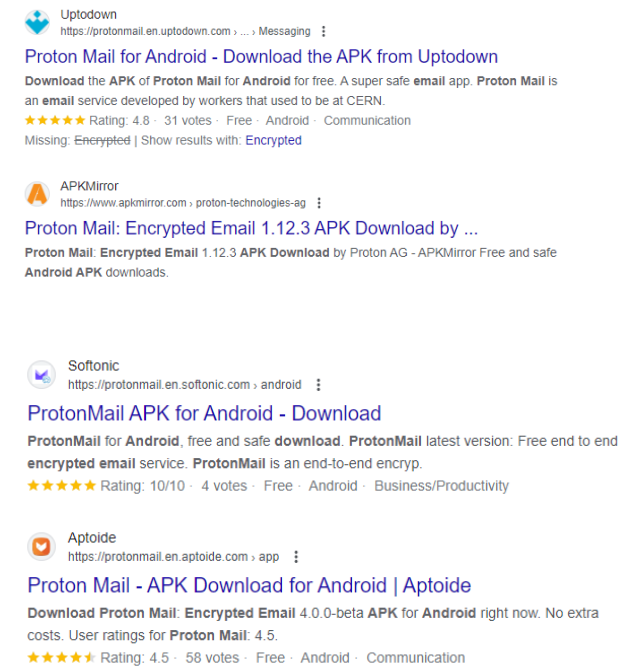 Uptodown
https://protonmail.en.uptodown.com › ... › Messaging
Proton Mail for Android - Download the APK from Uptodown
Download the APK of Proton Mail for Android for free. A super safe email app. Proton Mail is
an email service developed by workers that used to be at CERN.
Rating: 4.8 · 31 votes · Free · Android · Communication
Missing: Encrypted | Show results with: Encrypted
APKMirror
https://www.apkmirror.com › proton-technologies-ag
Proton Mail: Encrypted Email 1.12.3 APK Download by ...
Proton Mail: Encrypted Email 1.12.3 APK Download by Proton AG - APKMirror Free and safe
Android APK downloads.
Softonic
https://protonmail.en.softonic.com › android
ProtonMail APK for Android - Download
ProtonMail for Android, free and safe download. ProtonMail latest version: Free end to end
encrypted email service. ProtonMail is an end-to-end encryp.
Rating: 10/10 · 4 votes · Free · Android · Business/Productivity
Aptoide
https://protonmail.en.aptoide.com › app
Proton Mail - APK Download for Android | Aptoide
Download Proton Mail: Encrypted Email 4.0.0-beta APK for Android right now. No extra
costs. User ratings for Proton Mail: 4.5.
Rating: 4.5 · 58 votes · Free · Android · Communication